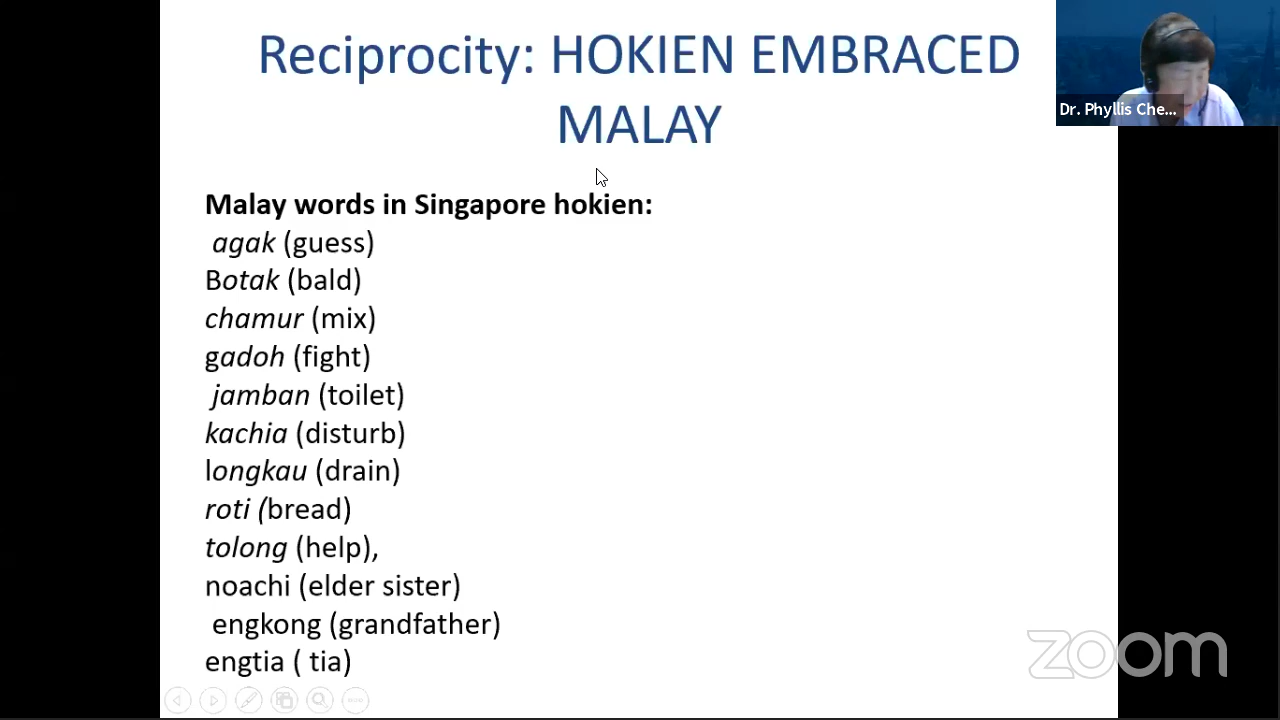 Reciprocity: HOKIEN EMBRACED
MALAY
Dr. Phyllis Che...
Malay words in Singapore hokien:
agak (guess)
Botak (bald)
chamur (mix)
gadoh (fight)
jamban (toilet)
kachia (disturb)
longkau (drain)
roti (bread)
tolong (help),
noachi (elder sister)
engkong (grandfather)
engtia ( tia)
zoom